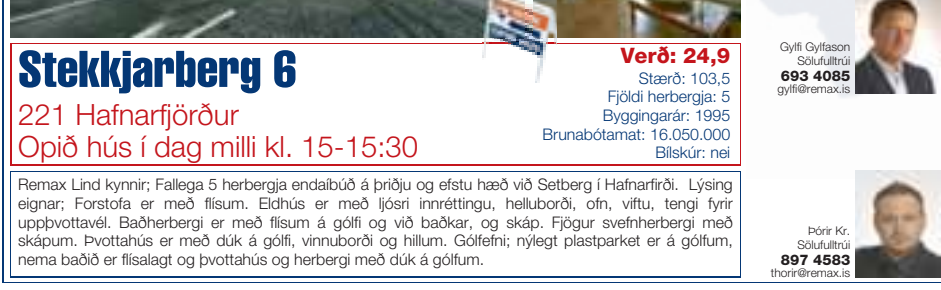 Stekkjarberg 6
221 Hafnarfjörður
Opið hús í dag milli kl. 15-15:30
Verð: 24,9
Stærð: 103,5
Fjöldi herbergja: 5
Byggingarár: 1995
Brunabótamat: 16.050.000
Bílskúr: nei
Remax Lind kynnir; Fallega 5 herbergja endaíbúð á þriðju og efstu hæð við Setberg í Hafnarfirði. Lýsing
eignar; Forstofa er með flísum. Eldhús er með ljósri innréttingu, helluborði, ofn, viftu, tengi fyrir
uppþvottavél. Baðherbergi er með flísum á gólfi og við baðkar, og skáp. Fjögur svefnherbergi með
skápum. Þvottahús er með dúk á gólfi, vinnuborði og hillum. Gólfefni; nýlegt plastparket er á gólfum,
nema baðið er flísalagt og þvottahús og herbergi með dúk á gólfum.
Gylfi Gylfason
Sölufulltrúi
693 4085
gylfi@remax.is
Þórir Kr.
Sölufulltrúi
897 4583
thorir@remax.is